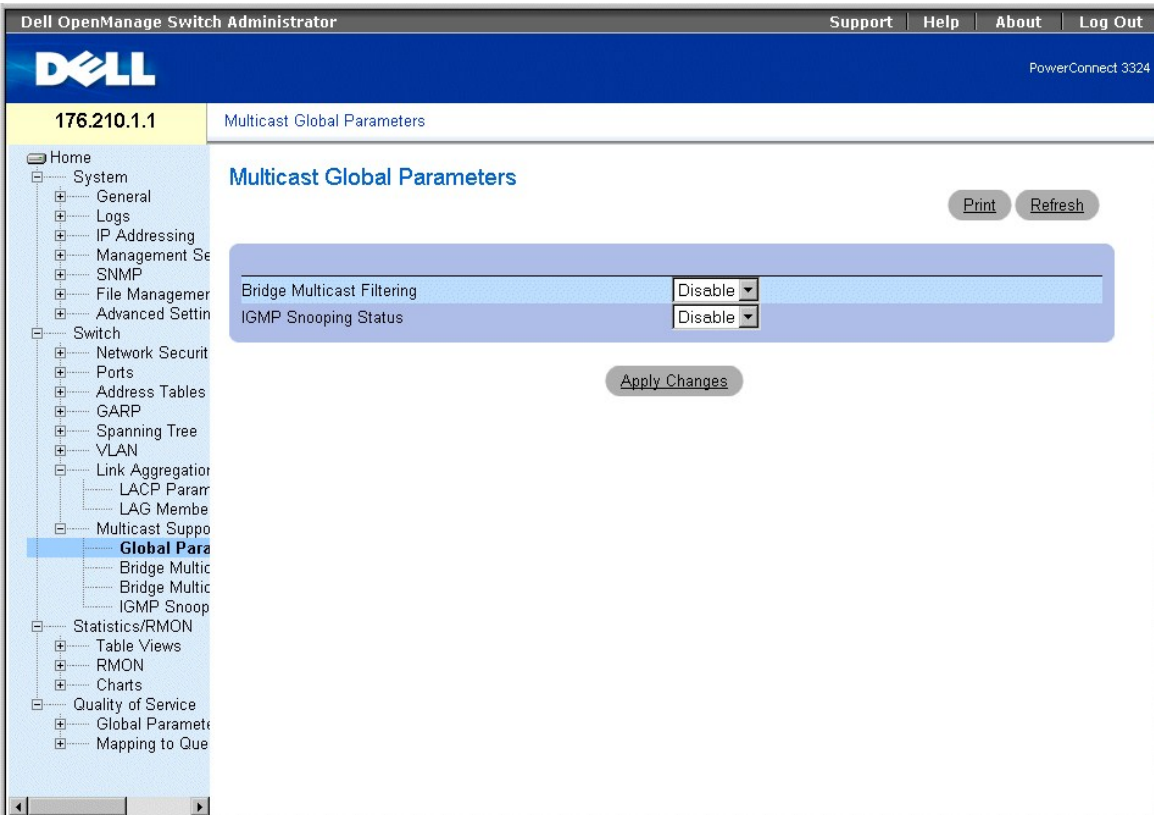 Dell OpenManage Switch Administrator
Support Help About Log Out
DELL
PowerConnect 3324
176.210.1.1
Multicast Global Parameters
Home
System
General
Logs
IP Addressing
Management Se
SNMP
File Managemer
Advanced Settin
Switch
Network Securit
Ports
Address Tables
GARP
Spanning Tree
VLAN
Link Aggregation
LACP Param
LAG Membe
Multicast Suppo
Global Para
Bridge Multic
Bridge Multic
IGMP Snoop
Statistics/RMON
Table Views
RMON
Charts
Quality of Service
Global Paramete
Mapping to Que
Multicast Global Parameters
Print Refresh
Bridge Multicast Filtering Disable
IGMP Snooping Status Disable
Apply Changes